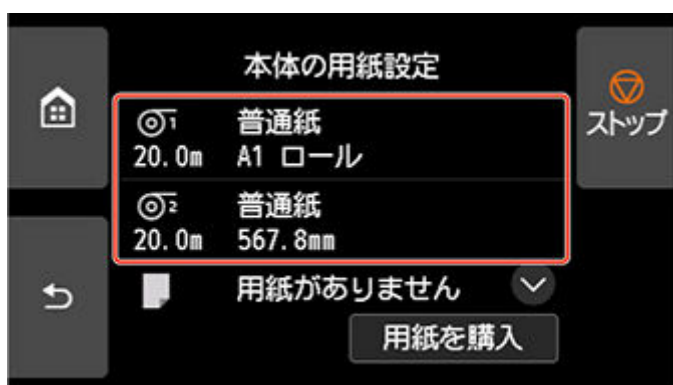 本体の用紙設定
ストップ
1 普通紙
20.0m A1 ロール
2 普通紙
20.0m 567.8mm
用紙がありません
用紙を購入